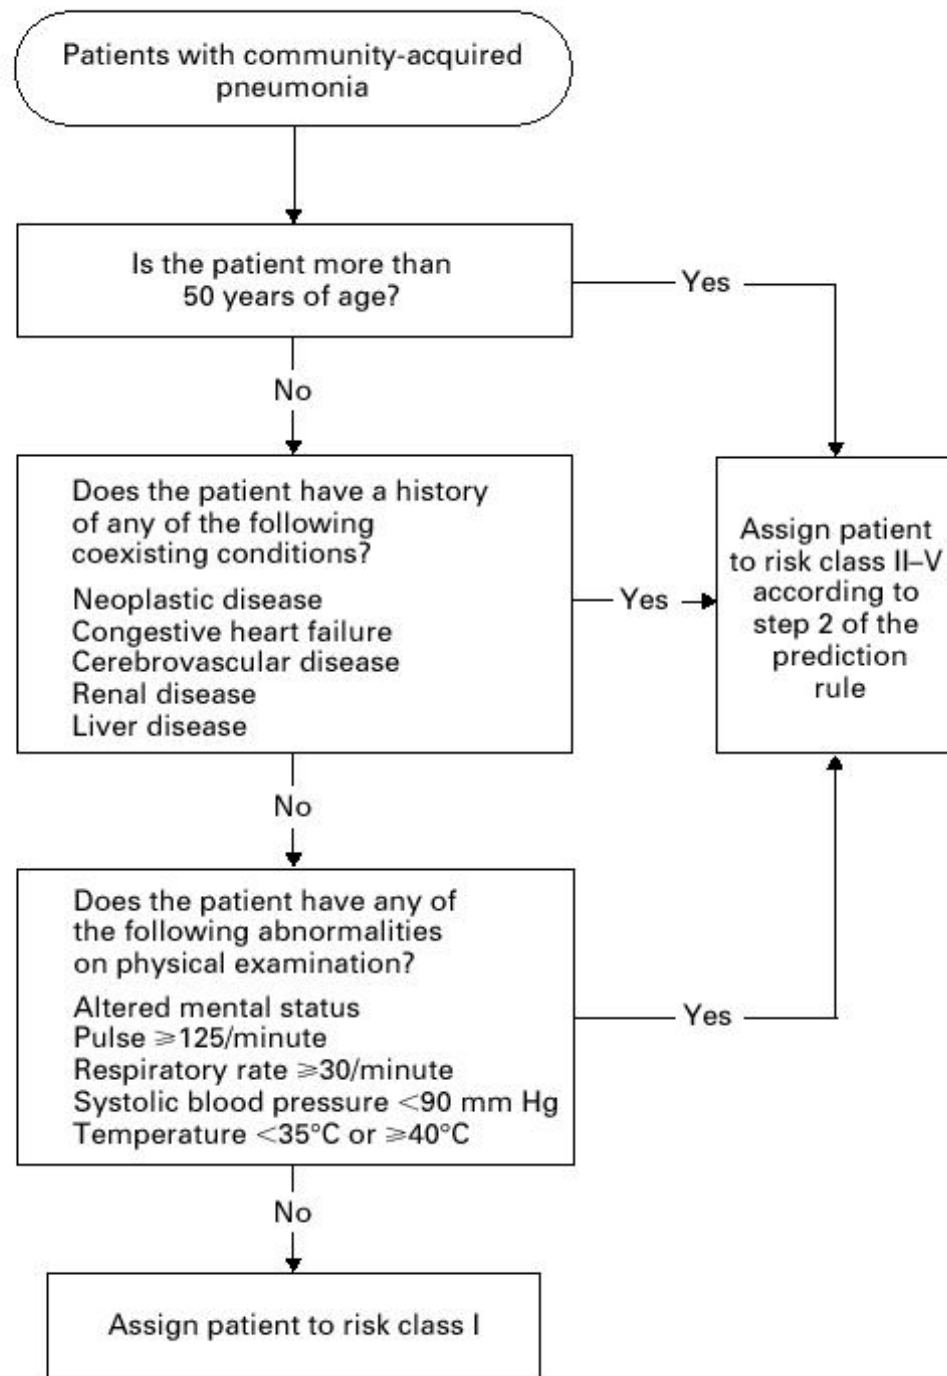 Patients with community-acquired
pneumonia
Is the patient more than
50 years of age?
Yes
No
Does the patient have a history
of any of the following
coexisting conditions?
Neoplastic disease
Congestive heart failure
Cerebrovascular disease
Renal disease
Liver disease
Yes
Assign patient
to risk class II–V
according to
step 2 of the
prediction
rule
No
Does the patient have any of
the following abnormalities
on physical examination?
Altered mental status
Pulse ⩾125/minute
Respiratory rate ⩾30/minute
Systolic blood pressure <90 mm Hg
Temperature <35°C or ⩾40°C
Yes
No
Assign patient to risk class I